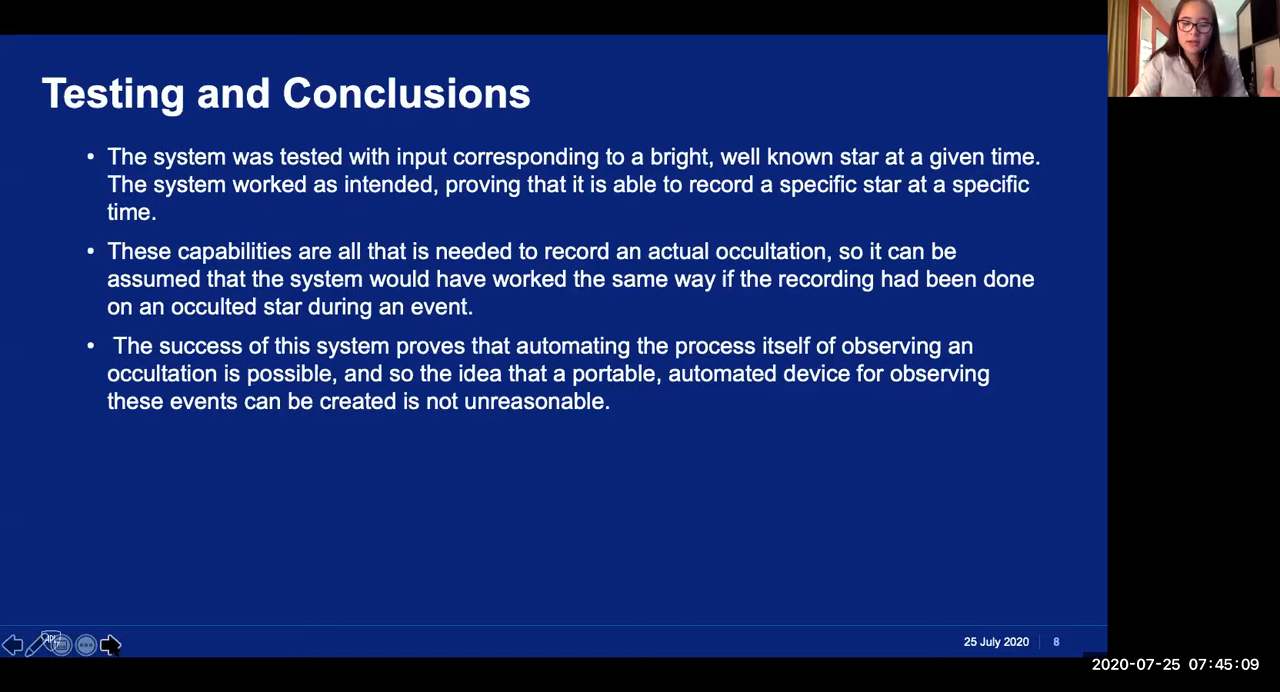 Testing and Conclusions
• The system was tested with input corresponding to a bright, well known star at a given time.
The system worked as intended, proving that it is able to record a specific star at a specific
time.
• These capabilities are all that is needed to record an actual occultation, so it can be
assumed that the system would have worked the same way if the recording had been done
on an occulted star during an event.
• The success of this system proves that automating the process itself of observing an
occultation is possible, and so the idea that a portable, automated device for observing
these events can be created is not unreasonable.
25 July 2020 8
2020-07-25 07:45:09